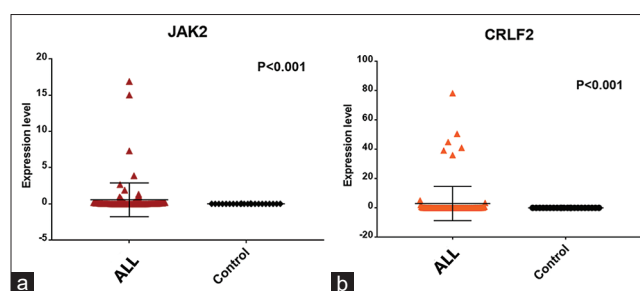 JAK2
P<0.001
Expression level
20
15
10
5
0
-5
ALL
Control
a
CRLF2
P<0.001
Expression level
100
80
60
40
20
0
-20
ALL
Control
b